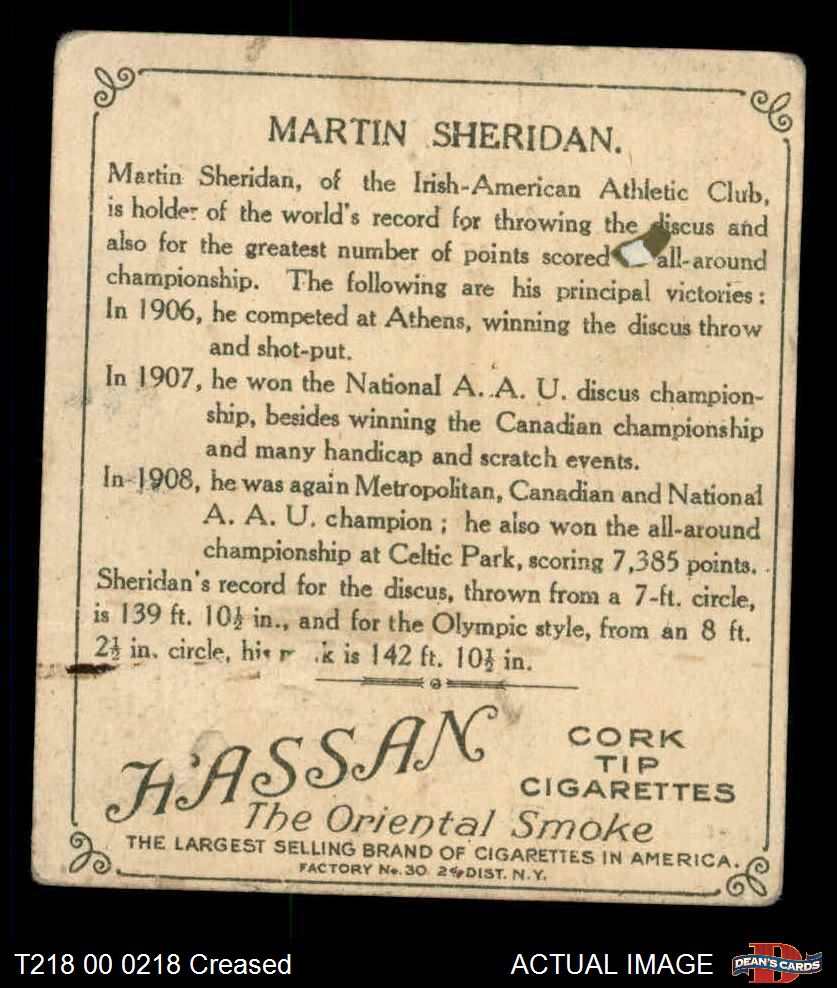 MARTIN SHERIDAN.
Martin Sheridan, of the Irish-American Athletic Club,
is holder of the world's record for throwing the discus and
also for the greatest number of points scored all-around
championship. The following are his principal victories:
In 1906, he competed at Athens, winning the discus throw
and shot-put.
In 1907, he won the National A. A. U. discus champion-
ship, besides winning the Canadian championship
and many handicap and scratch events.
In 1908, he was again Metropolitan, Canadian and National
A. A. U. champion; he also won the all-around
championship at Celtic Park, scoring 7,385 points.
Sheridan's record for the discus, thrown from a 7-ft. circle,
is 139 ft. 10½ in., and for the Olympic style, from an 8 ft.
2½ in. circle, his is 142 ft. 10½ in.
HASSAN
CORK
TIP
CIGARETTES
The Oriental Smoke
THE LARGEST SELLING BRAND OF CIGARETTES IN AMERICA.
FACTORY No. 30 2nd DIST. N.Y.
T218 00 0218 Creased
ACTUAL IMAGE
DEAN'S CARDS